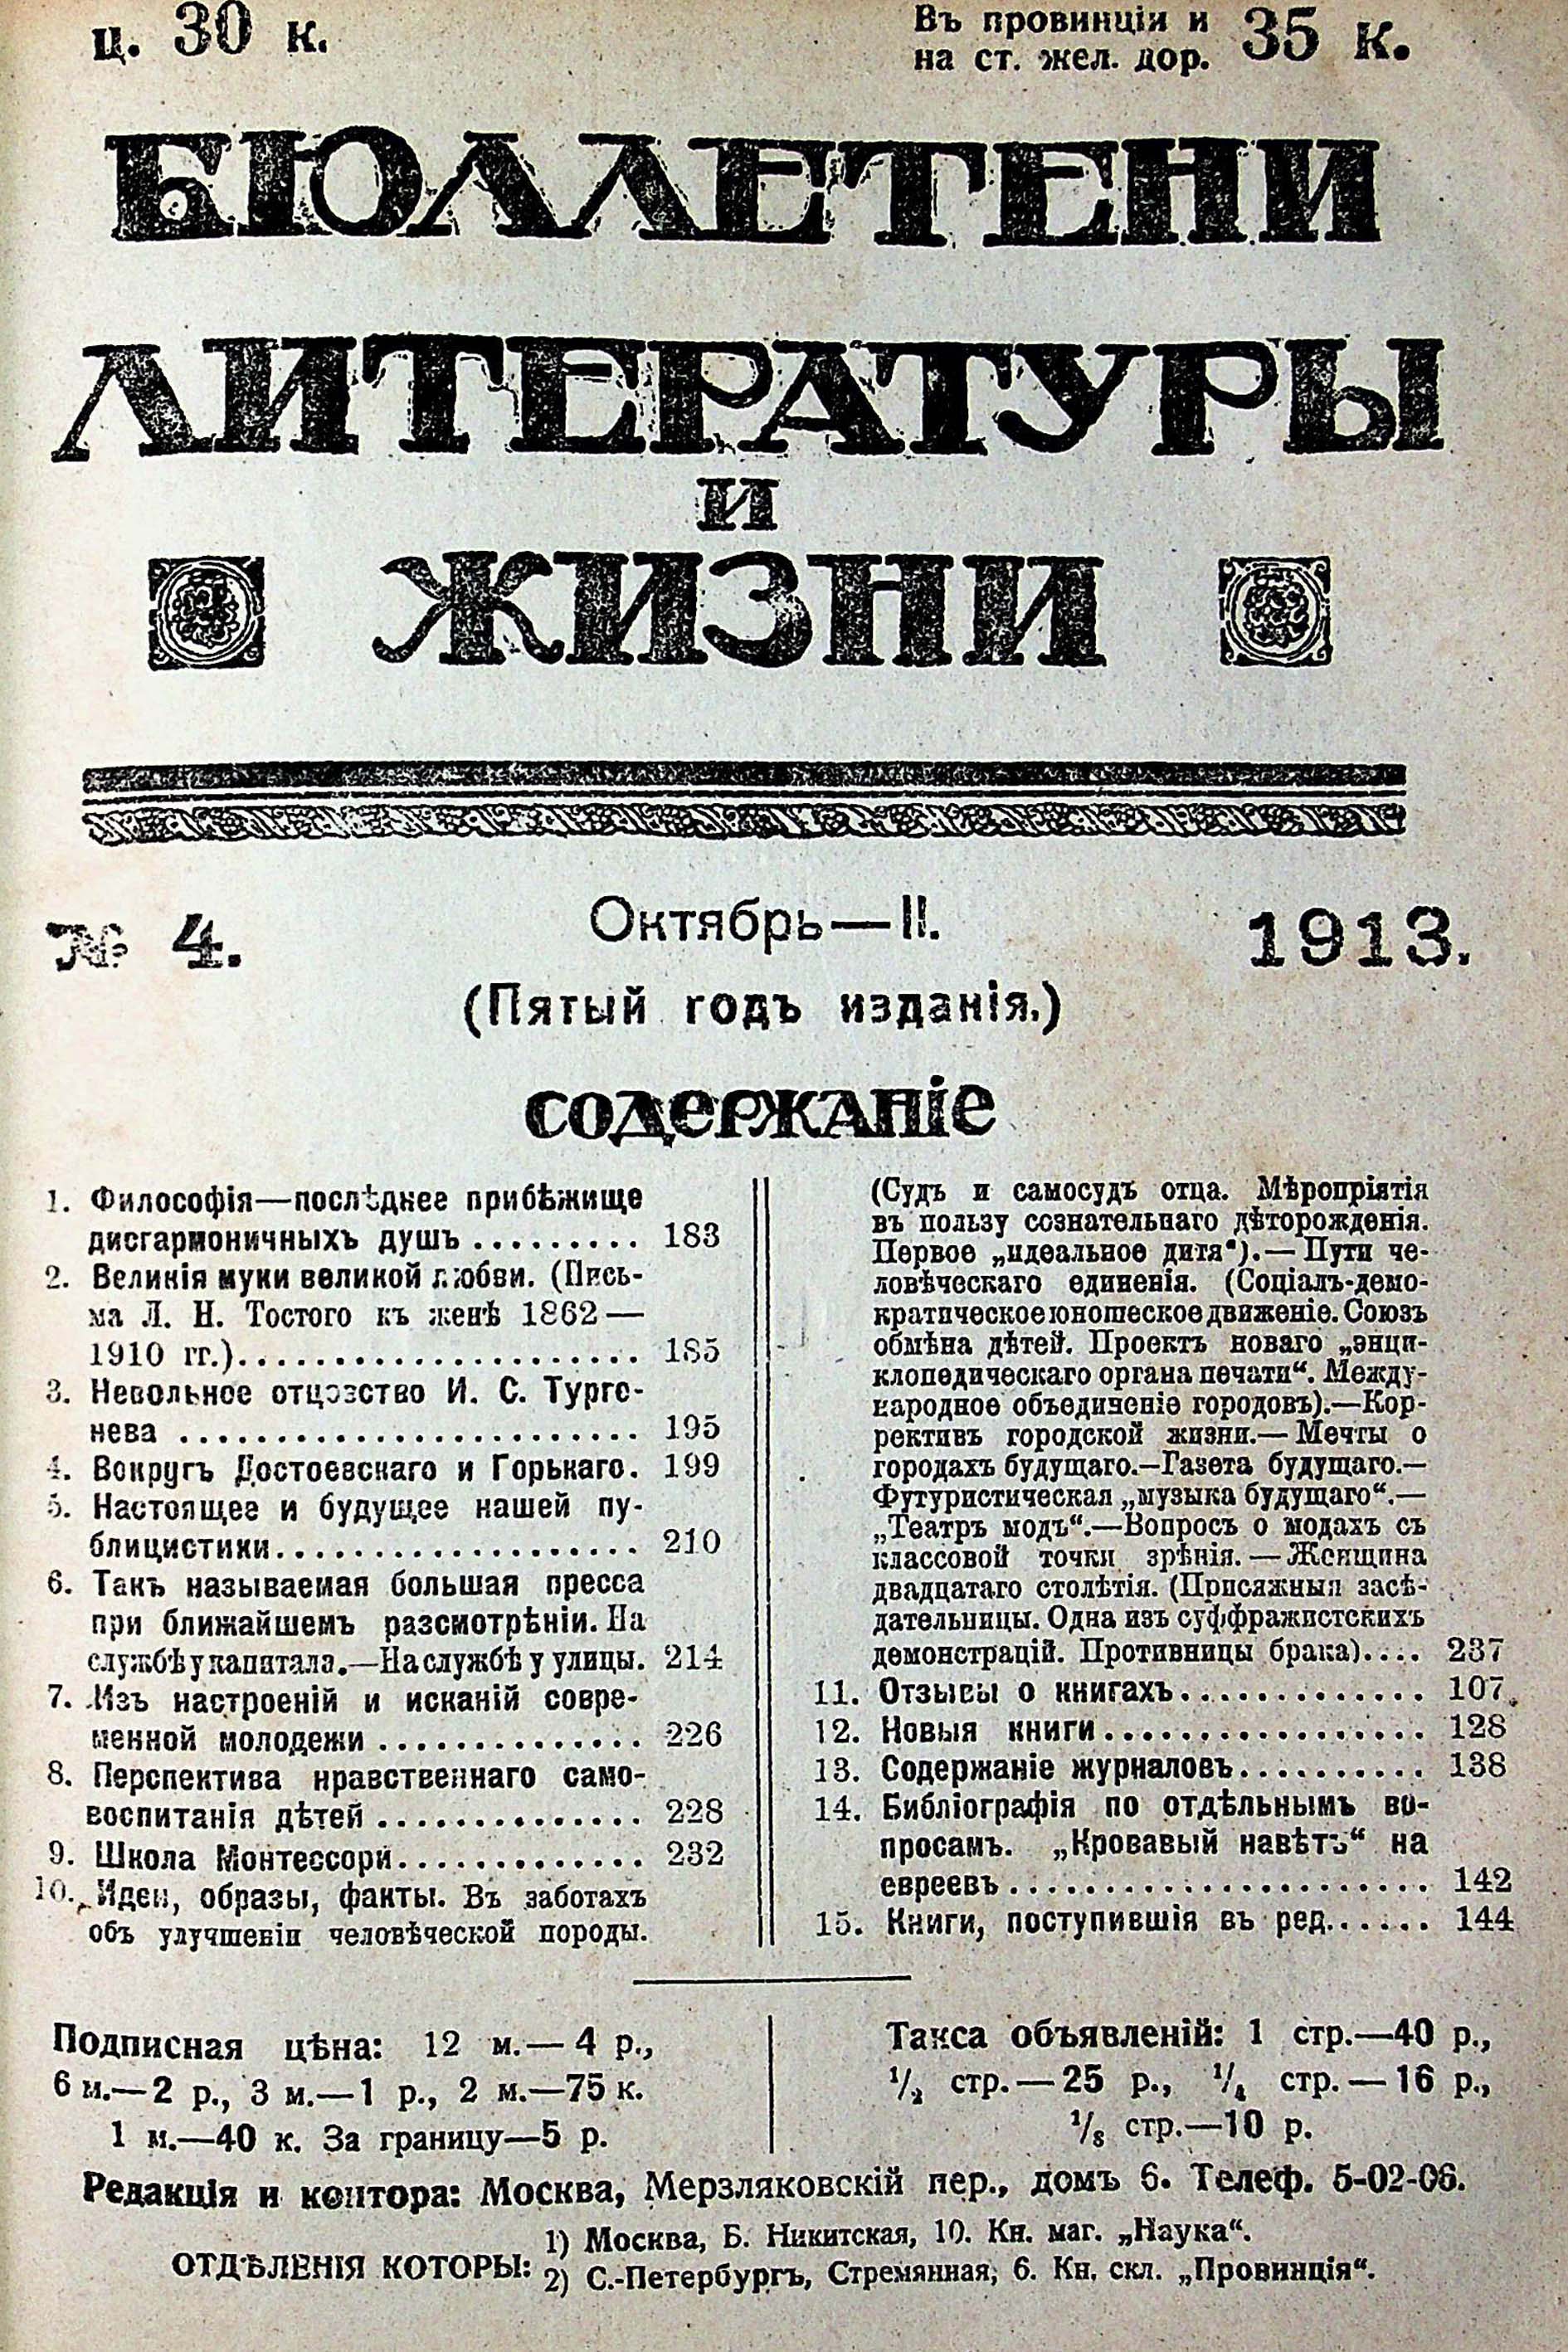 ц. 30 к.
Въ провинціи и
на ст. жел. дор. 35 к.
БЮЛЛЕТЕНИ
ЛИТЕРАТУРЫ
И
ЖИЗНИ
№ 4.
Октябрь—II.
1913.
(Пятый годъ изданія.)
содержаніе
1. Философія—послѣднее прибѣжище
дисгармоничныхъ душъ ......... 183
2. Великія муки великой любви. (Пись-
ма Л. Н. Тостого къ женѣ 1862—
1910 гг.)..................... 185
3. Невольное отцовство И. С. Турге-
нева ........................ 195
4. Вокругъ Достоевскаго и Горькаго. 199
5. Настоящее и будущее нашей пу-
блицистики................... 210
6. Такъ называемая большая пресса
при ближайшемъ разсмотрѣніи. На
службѣ у капитала.—На службѣ у улицы. 214
7. Изъ настроеній и исканій совре-
менной молодежи .............. 226
8. Перспектива нравственнаго само-
воспитанія дѣтей .............. 228
9. Школа Монтессори............. 232
10. Идеи, образы, факты. Въ заботахъ
объ улучшеніи человѣческой породы.
(Судъ и самосудъ отца. Мѣропріятія
въ пользу сознательнаго дѣторожденія.
Первое „идеальное дитя“).— Пути че-
ловѣческаго единенія. (Соціалъ-демо-
кратическое юношеское движеніе. Союзъ
обмѣна дѣтей. Проектъ новаго „энци-
клопедическаго органа печати“. Между-
народное объединеніе городовъ).—Кор-
рективъ городской жизни.— Мечты о
городахъ будущаго.—Газета будущаго.—
Футуристическая „музыка будущаго“.—
„Театръ модъ“.—Вопросъ о модахъ съ
классовой точки зрѣнія. — Женщина
двадцатаго столѣтія. (Присяжныя засѣ-
дательницы. Одна изъ суффражистскихъ
демонстрацій. Противницы брака).... 237
11. Отзывы о книгахъ............. 107
12. Новыя книги................. 128
13. Содержаніе журналовъ.......... 138
14. Библіографія по отдѣльнымъ во-
просамъ. „Кровавый навѣтъ“ на
евреевъ...................... 142
15. Книги, поступившія въ ред...... 144
Подписная цѣна: 12 м.— 4 р.,
6 м.—2 р., 3 м.—1 р., 2 м.—75 к.
1 м.—40 к. За границу—5 р.
Такса объявленій: 1 стр.—40 р.,
1/2 стр. — 25 р., 1/4 стр. — 16 р.,
1/8 стр.—10 р.
Редакція и контора: Москва, Мерзляковскій пер., домъ 6. Телеф. 5-02-06.
ОТДѢЛЕНІЯ КОТОРЫ:
1) Москва, Б. Никитская, 10. Кн. маг. „Наука“.
2) С.-Петербургъ, Стремянная, 6. Кн. скл. „Провинція“.